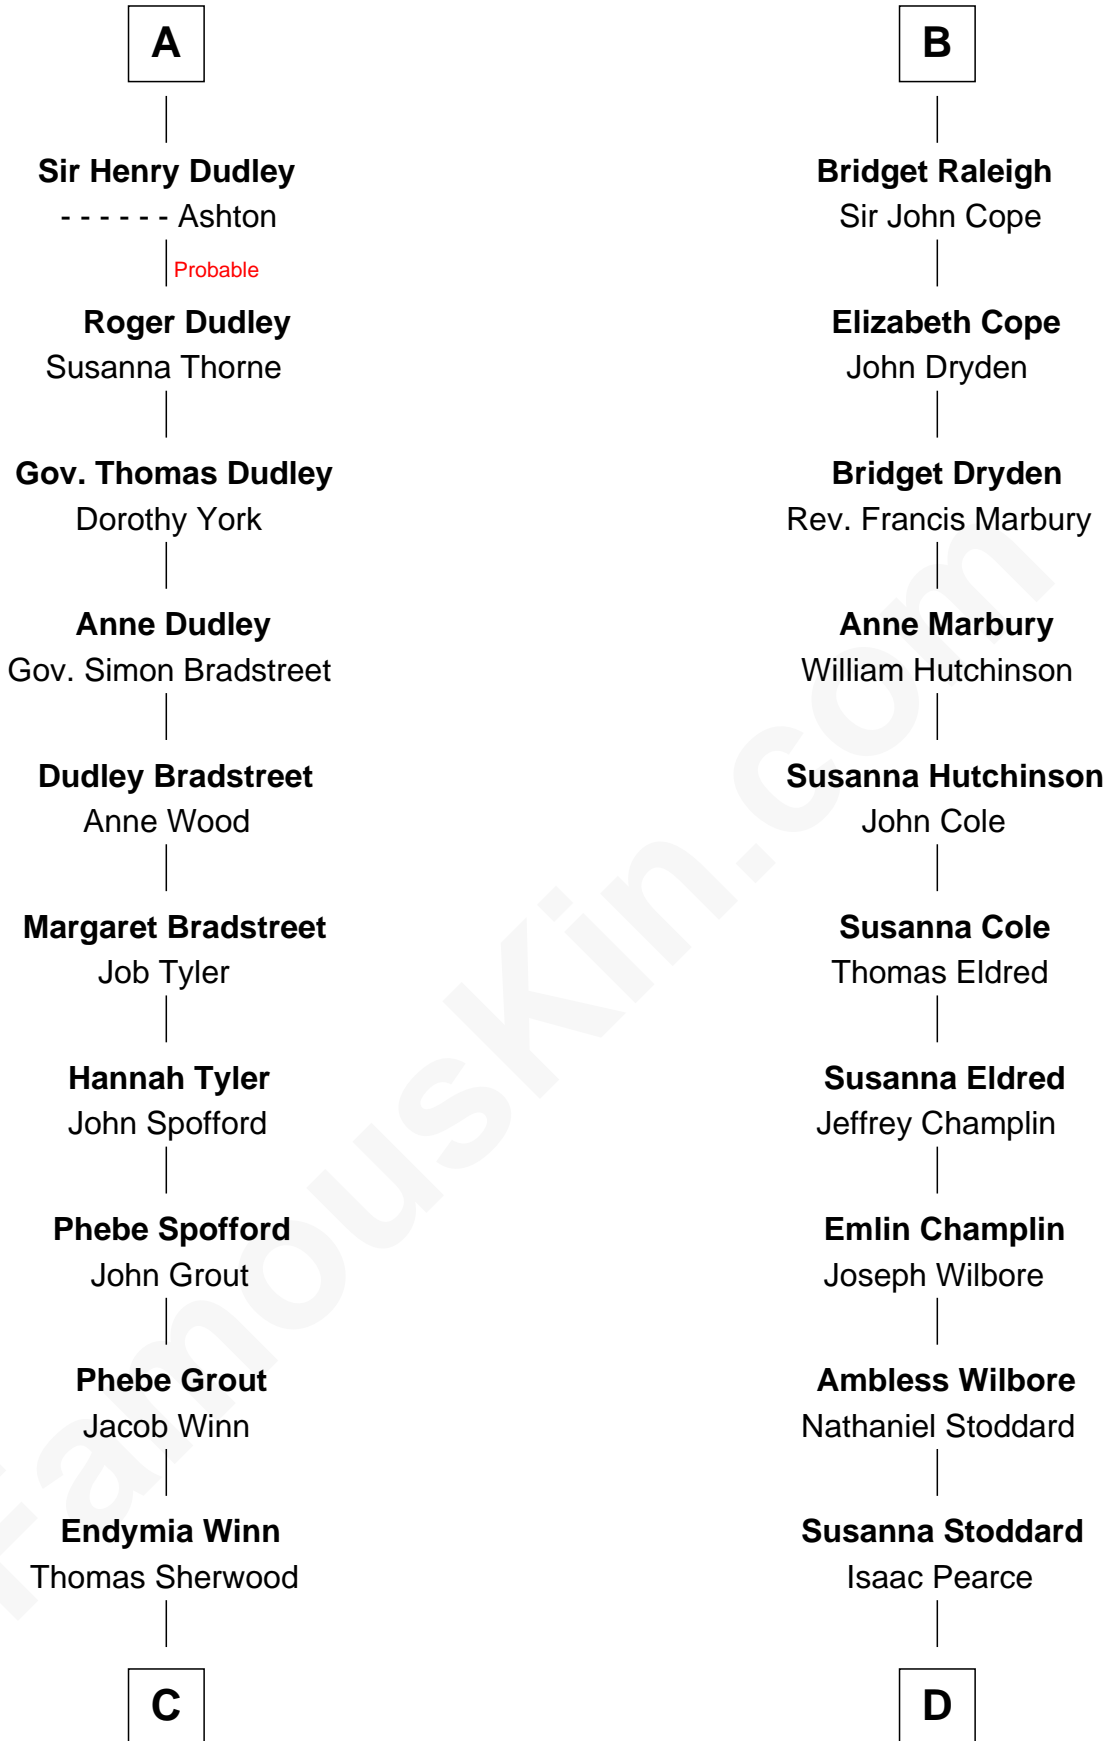 A
Sir Henry Dudley
- - - - - - Ashton
Probable
Roger Dudley
Susanna Thorne
Gov. Thomas Dudley
Dorothy York
Anne Dudley
Gov. Simon Bradstreet
Dudley Bradstreet
Anne Wood
Margaret Bradstreet
Job Tyler
Hannah Tyler
John Spofford
Phebe Spofford
John Grout
Phebe Grout
Jacob Winn
Endymia Winn
Thomas Sherwood
C
B
Bridget Raleigh
Sir John Cope
Elizabeth Cope
John Dryden
Bridget Dryden
Rev. Francis Marbury
Anne Marbury
William Hutchinson
Susanna Hutchinson
John Cole
Susanna Cole
Thomas Eldred
Susanna Eldred
Jeffrey Champlin
Emlin Champlin
Joseph Wilbore
Ambless Wilbore
Nathaniel Stoddard
Susanna Stoddard
Isaac Pearce
D
FamousKin.com